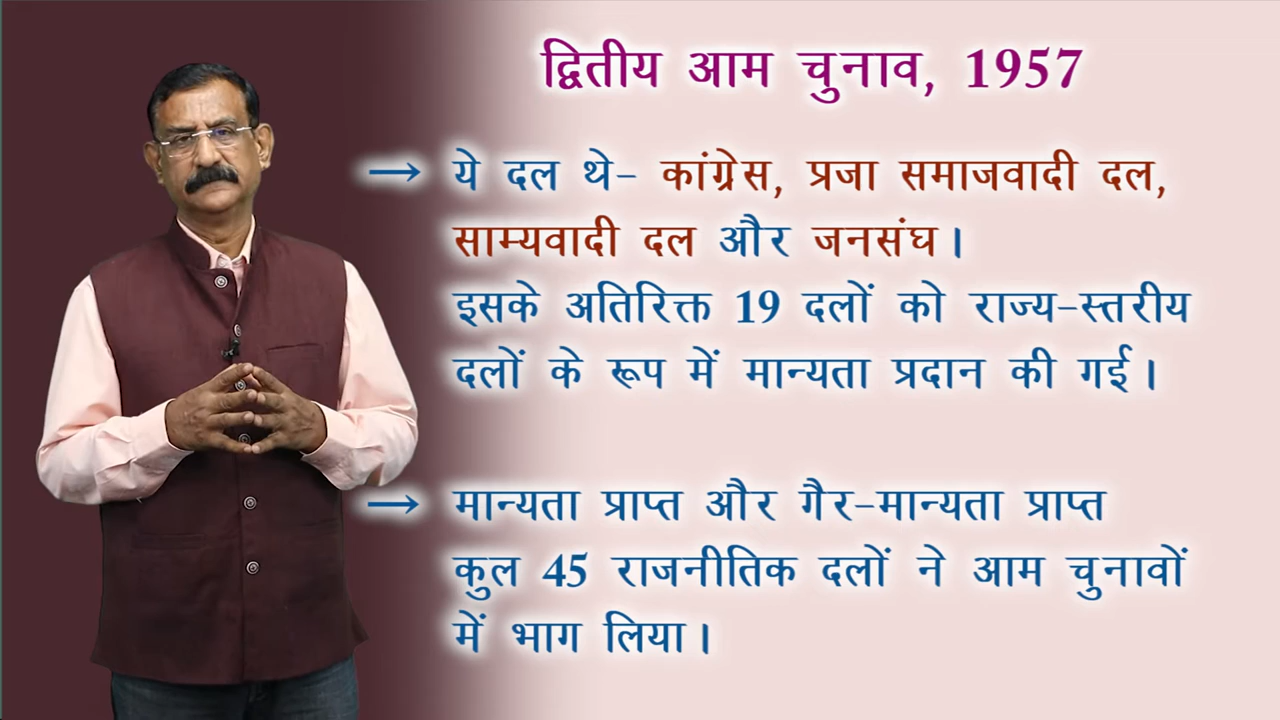 द्वितीय आम चुनाव, 1957
→ ये दल थे- कांग्रेस, प्रजा समाजवादी दल,
साम्यवादी दल और जनसंघ।
इसके अतिरिक्त 19 दलों को राज्य-स्तरीय
दलों के रूप में मान्यता प्रदान की गई।
→ मान्यता प्राप्त और गैर-मान्यता प्राप्त
कुल 45 राजनीतिक दलों ने आम चुनावों
में भाग लिया।